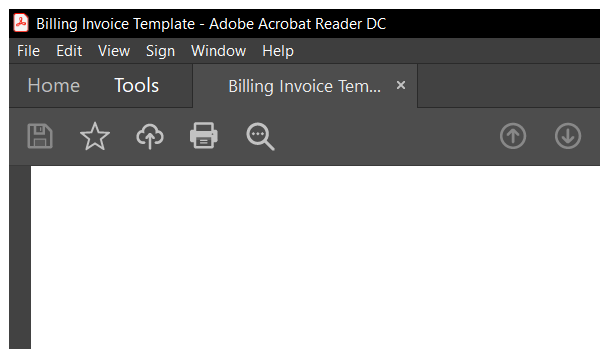 Billing Invoice Template - Adobe Acrobat Reader DC
File Edit View Sign Window Help
Home Tools Billing Invoice Tem... ×